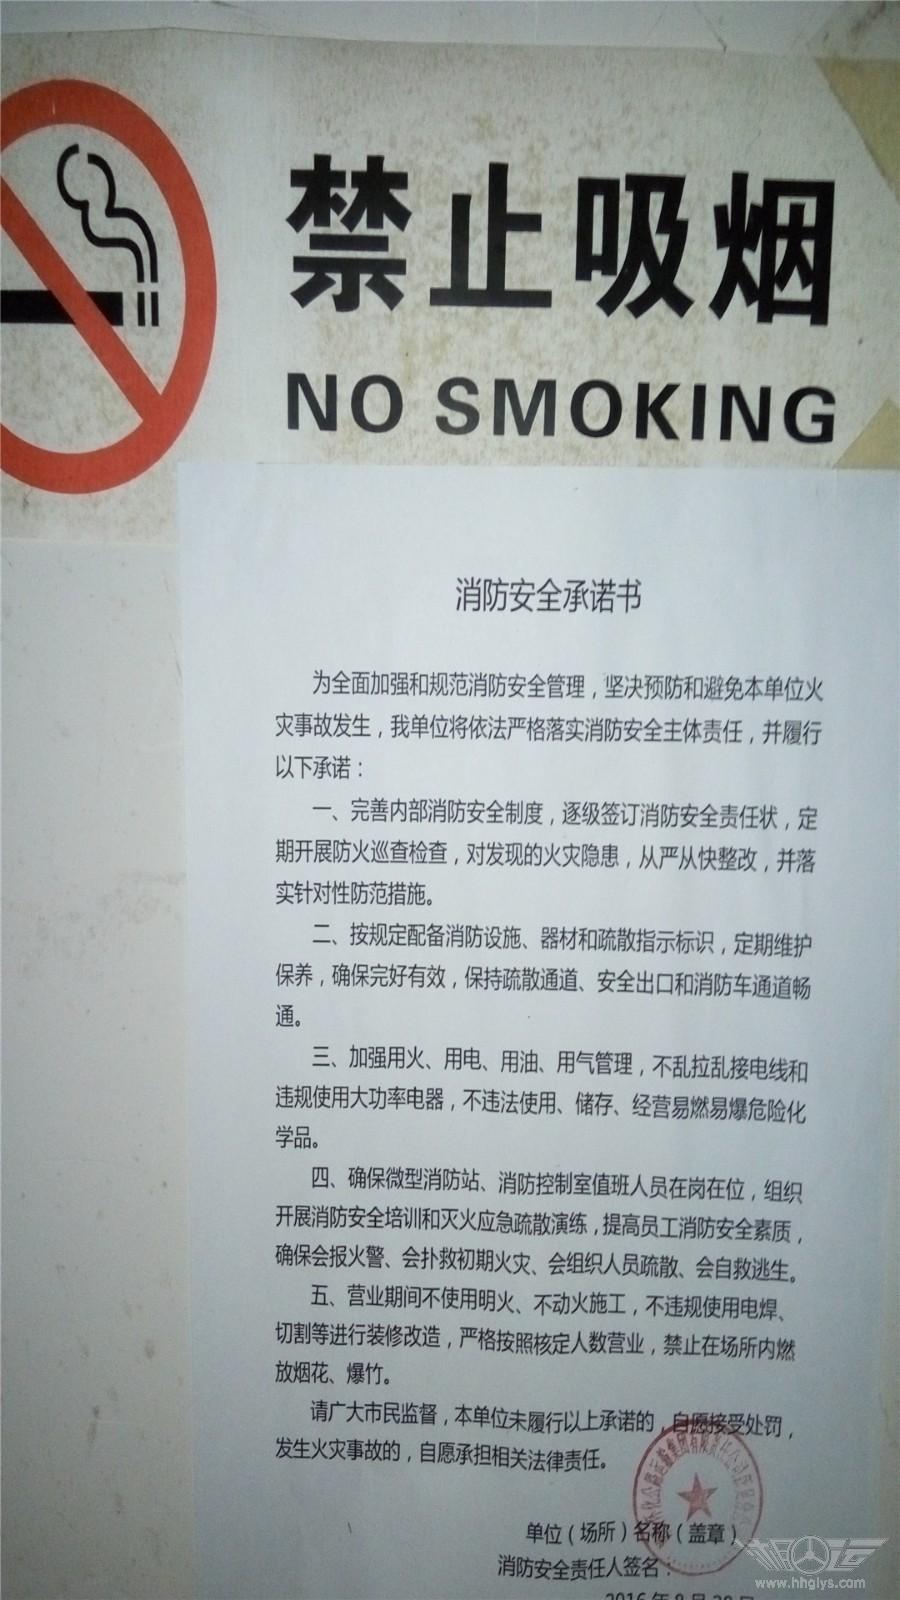 禁止吸烟
NO SMOKING
消防安全承诺书
为全面加强和规范消防安全管理，坚决预防和避免本单位火
灾事故发生，我单位将依法严格落实消防安全主体责任，并履行
以下承诺：
一、完善内部消防安全制度，逐级签订消防安全责任状，定
期开展防火巡查检查，对发现的火灾隐患，从严从快整改，并落
实针对性防范措施。
二、按规定配备消防设施、器材和疏散指示标识，定期维护
保养，确保完好有效，保持疏散通道、安全出口和消防车通道畅
通。
三、加强用火、用电、用油、用气管理，不乱拉乱接电线和
违规使用大功率电器，不违法使用、储存、经营易燃易爆危险化
学品。
四、确保微型消防站、消防控制室值班人员在岗在位，组织
开展消防安全培训和灭火应急疏散演练，提高员工消防安全素质，
确保会报火警、会扑救初期火灾、会组织人员疏散、会自救逃生。
五、营业期间不使用明火、不动火施工，不违规使用电焊、
切割等进行装修改造，严格按照核定人数营业，禁止在场所内燃
放烟花、爆竹。
请广大市民监督，本单位未履行以上承诺的，自愿接受处罚，
发生火灾事故的，自愿承担相关法律责任。
单位（场所）名称（盖章）
消防安全责任人签名：
2016年8月
www.hhglys.com